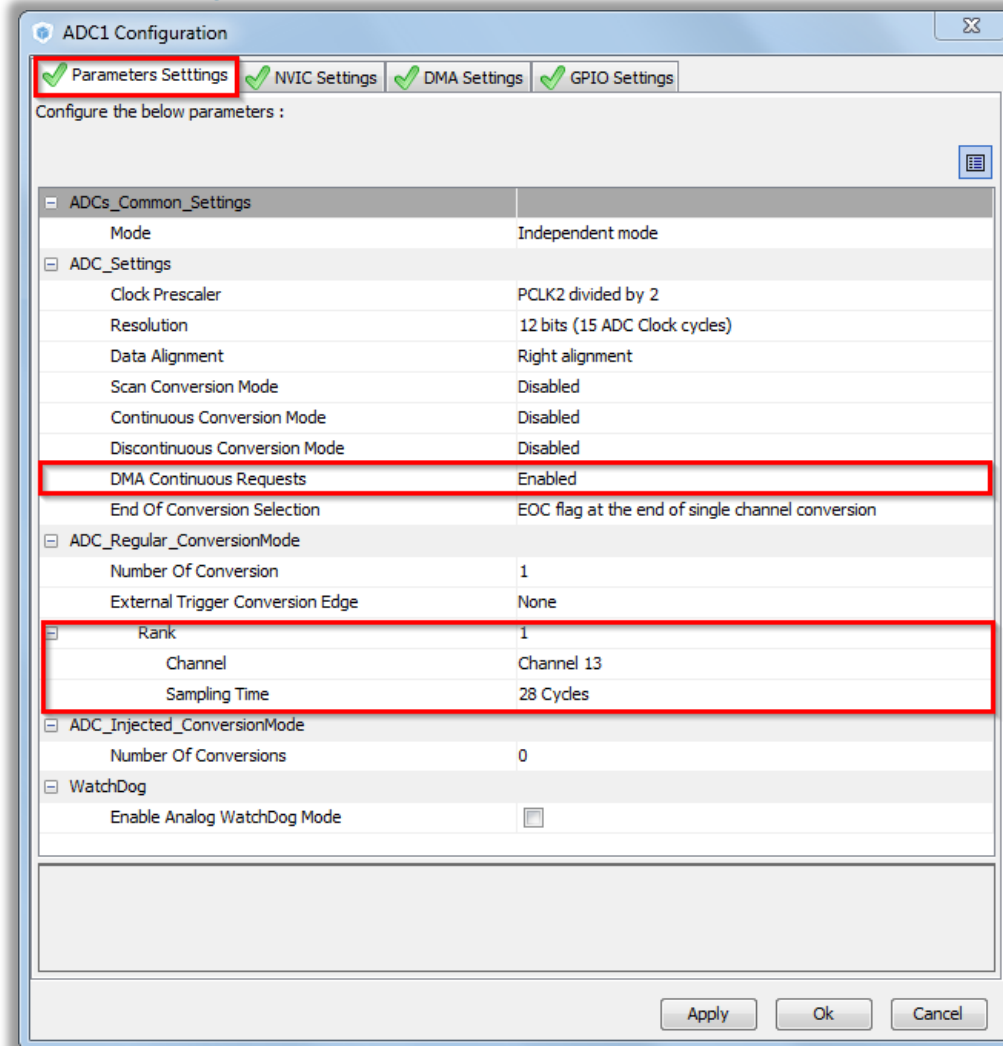 ADC1 Configuration
Parameters Setttings NVIC Settings DMA Settings GPIO Settings
Configure the below parameters :
ADCs_Common_Settings
Mode Independent mode
ADC_Settings
Clock Prescaler PCLK2 divided by 2
Resolution 12 bits (15 ADC Clock cycles)
Data Alignment Right alignment
Scan Conversion Mode Disabled
Continuous Conversion Mode Disabled
Discontinuous Conversion Mode Disabled
DMA Continuous Requests Enabled
End Of Conversion Selection EOC flag at the end of single channel conversion
ADC_Regular_ConversionMode
Number Of Conversion 1
External Trigger Conversion Edge None
Rank 1
Channel Channel 13
Sampling Time 28 Cycles
ADC_Injected_ConversionMode
Number Of Conversions 0
WatchDog
Enable Analog WatchDog Mode
Apply Ok Cancel